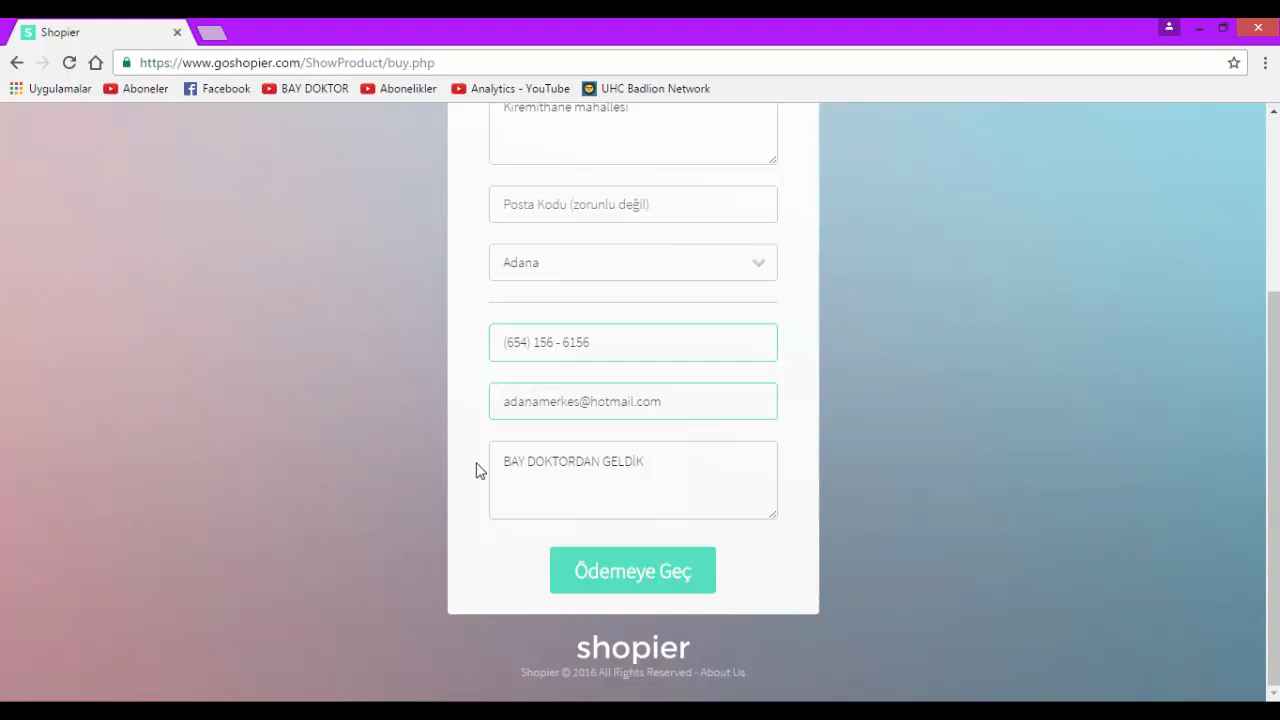 S Shopier
https://www.goshopier.com/ShowProduct/buy.php
Uygulamalar Aboneler Facebook BAY DOKTOR Abonelikler Analytics - YouTube UHC Badlion Network
Kiremithane mahallesi
Posta Kodu (zorunlu değil)
Adana
(654) 156 - 6156
adanamerkes@hotmail.com
BAY DOKTORDAN GELDİK
Ödemeye Geç
shopier
Shopier © 2016 All Rights Reserved - About Us